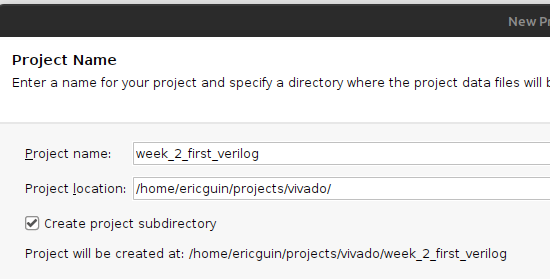 New
Project Name
Enter a name for your project and specify a directory where the project data files will
Project name: week_2_first_verilog
Project location: /home/ericguin/projects/vivado/
Create project subdirectory
Project will be created at: /home/ericguin/projects/vivado/week_2_first_verilog